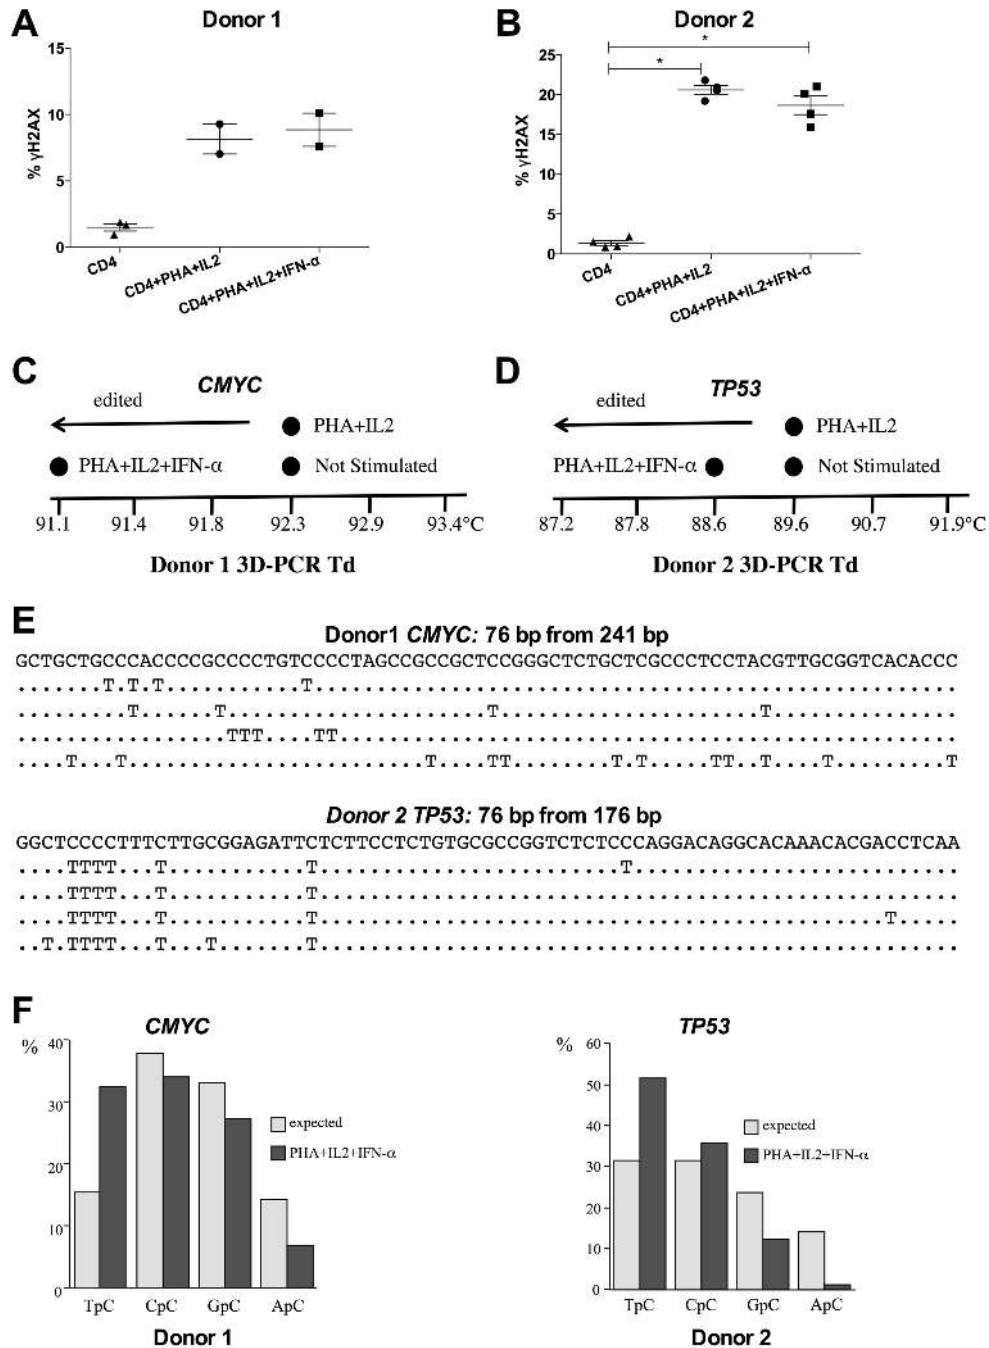 A
Donor 1
15
10
5
0
% γH2AX
CD4
CD4+PHA+IL2
CD4+PHA+IL2+IFN-α
B
Donor 2
*
*
25
20
15
10
5
0
% γH2AX
CD4
CD4+PHA+IL2
CD4+PHA+IL2+IFN-α
C
CMYC
edited
PHA+IL2
PHA+IL2+IFN-α
Not Stimulated
91.1 91.4 91.8 92.3 92.9 93.4°C
Donor 1 3D-PCR Td
D
TP53
edited
PHA+IL2
PHA+IL2+IFN-α
Not Stimulated
87.2 87.8 88.6 89.6 90.7 91.9°C
Donor 2 3D-PCR Td
E
Donor1 CMYC: 76 bp from 241 bp
GCTGCTGCCCACCCCGCCCCTGTCCCCTAGCCGCCGCTCCGGGCTCTGCTCGCCCTCCTACGTTGCGGTCACACCC
.......T.T.T...........T....................................................
.........T......T.....................T.....................T...............
.................TTT....TT..................................................
....T...T........................T....TT........T.T.....TT..T....T.........T
Donor 2 TP53: 76 bp from 176 bp
GGCTCCCCTTTCTTGCGGAGATTCTCTTCCTCTGTGCGCCGGTCTCTCCCAGGACAGGCACAAACACGACCTCAA
....TTTT...T...........T.........................T..........................
....TTTT...T...........T....................................................
....TTTT...T...........T..............................................T.....
..T.TTTT...T...T.......T....................................................
F
CMYC
%
40
30
20
10
0
expected
PHA+IL2+IFN-α
TpC CpC GpC ApC
Donor 1
TP53
%
60
50
40
30
20
10
0
expected
PHA+IL2+IFN-α
TpC CpC GpC ApC
Donor 2